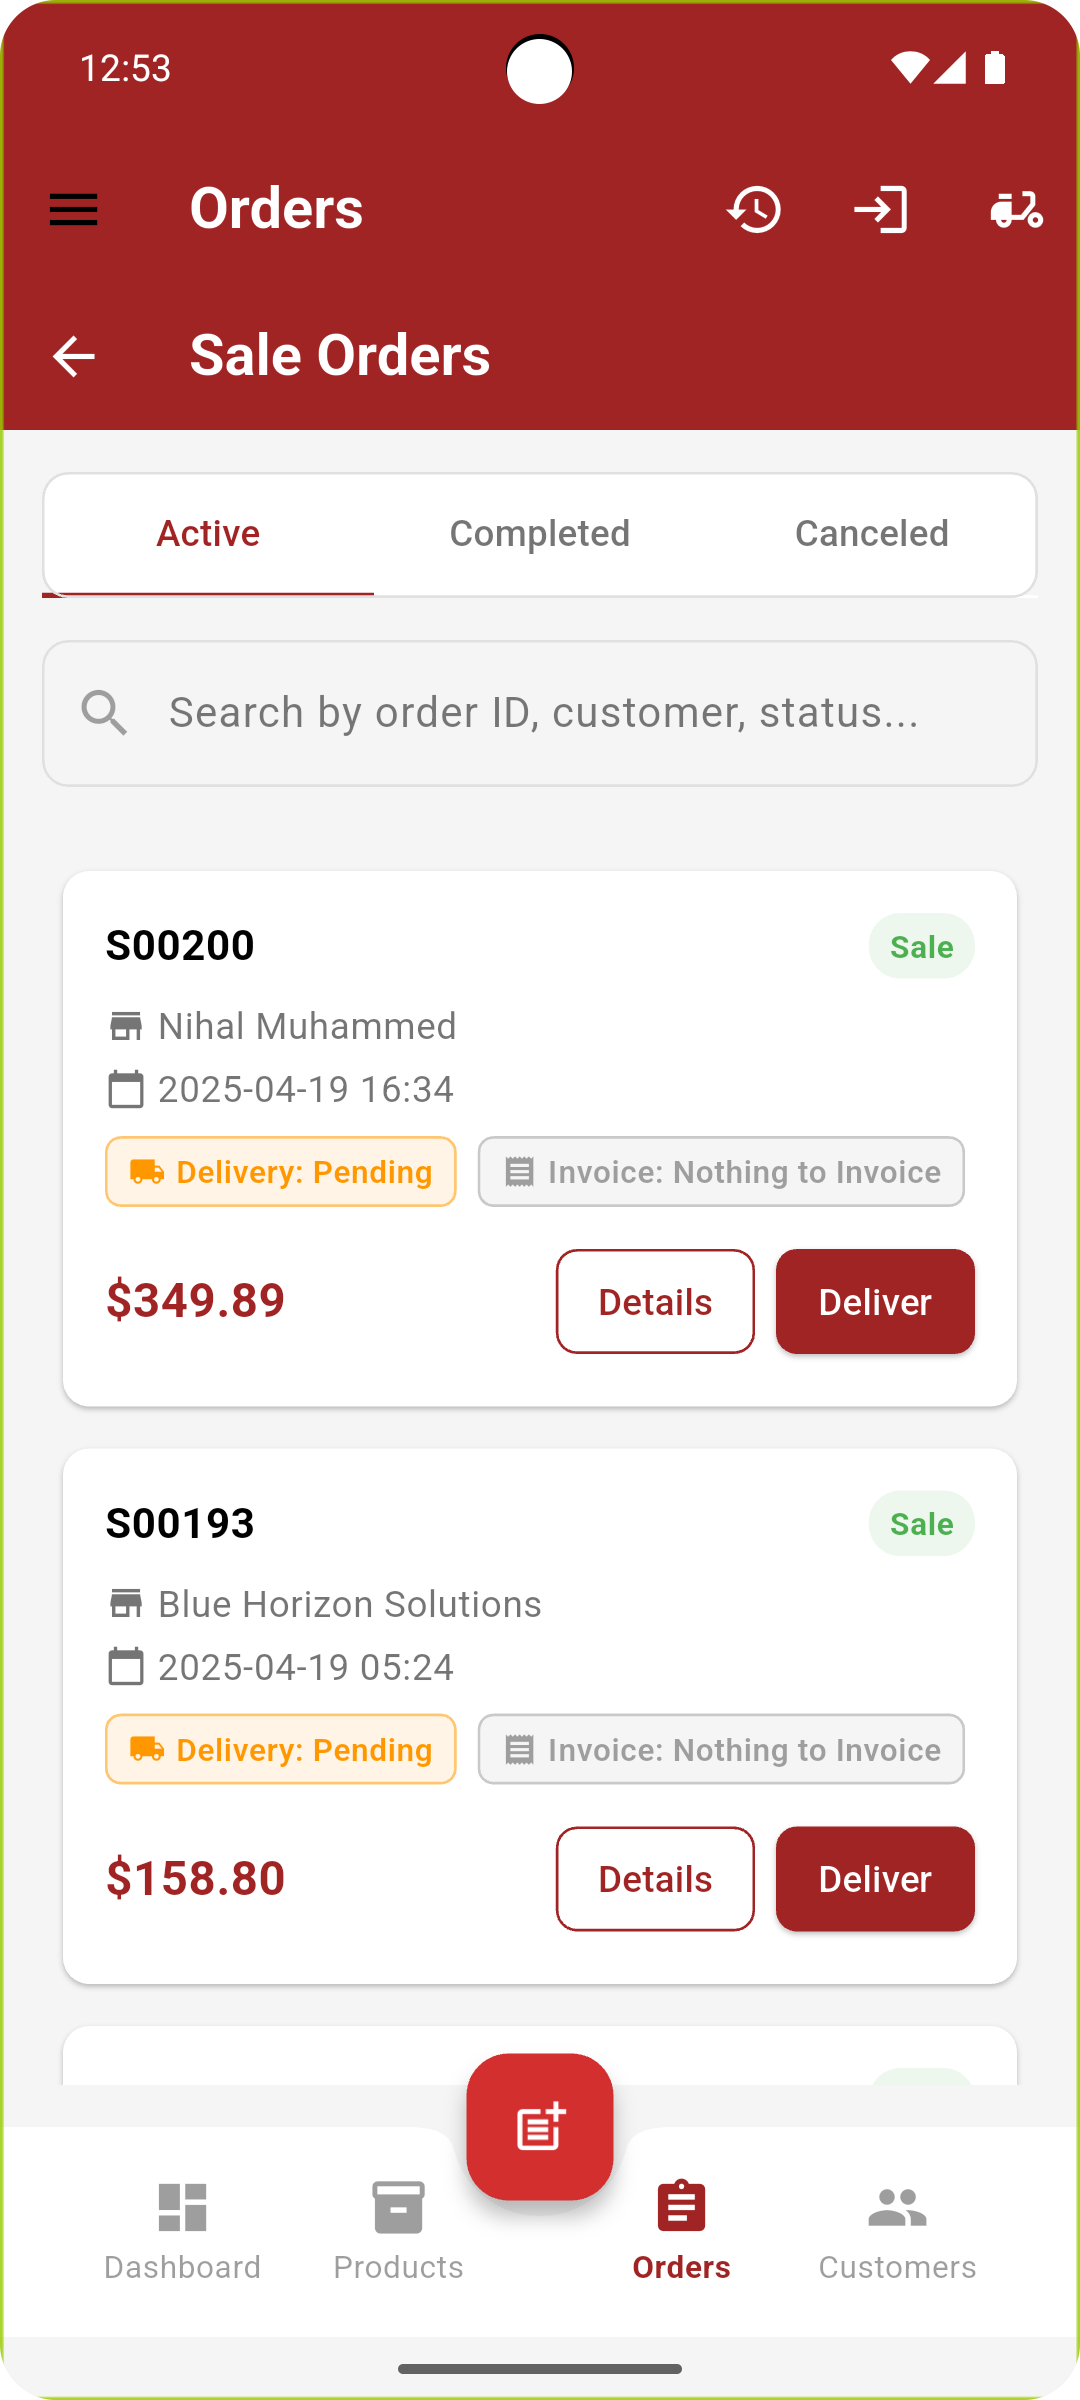 12:53
Orders
Sale Orders
Active Completed Canceled
Search by order ID, customer, status...
S00200 Sale
Nihal Muhammed
2025-04-19 16:34
Delivery: Pending Invoice: Nothing to Invoice
$349.89 Details Deliver
S00193 Sale
Blue Horizon Solutions
2025-04-19 05:24
Delivery: Pending Invoice: Nothing to Invoice
$158.80 Details Deliver
Dashboard Products Orders Customers